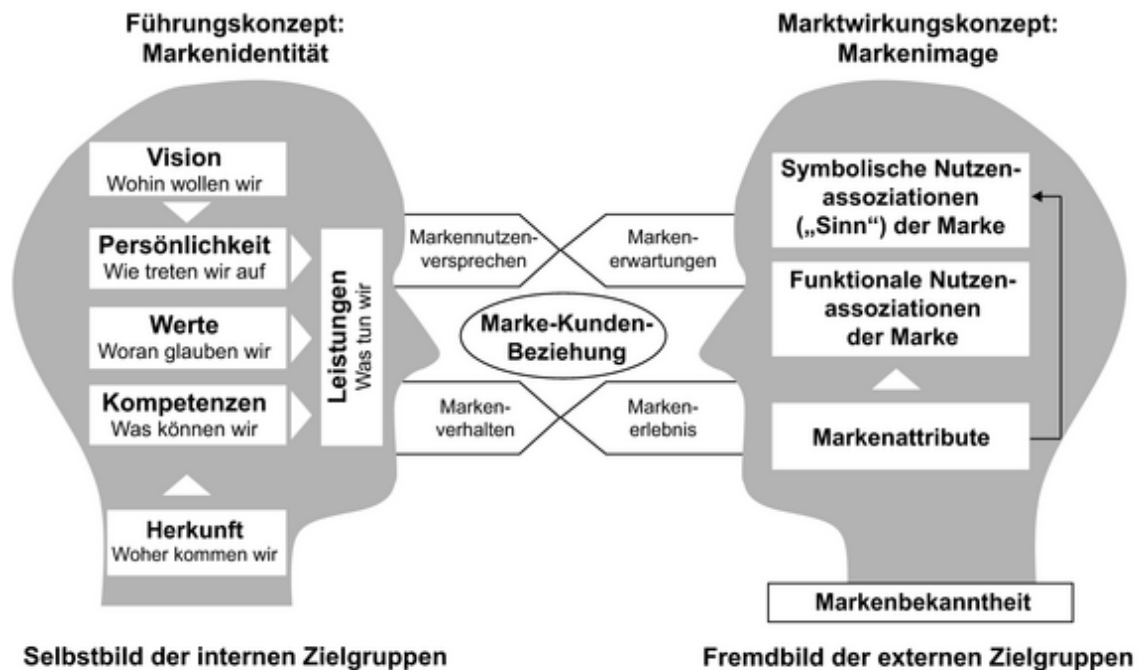 Führungskonzept:
Markenidentität
Vision
Wohin wollen wir
Persönlichkeit
Wie treten wir auf
Werte
Woran glauben wir
Kompetenzen
Was können wir
Herkunft
Woher kommen wir
Leistungen
Was tun wir
Selbstbild der internen Zielgruppen
Markennutzen-
versprechen
Marken-
erwartungen
Marke-Kunden-
Beziehung
Marken-
verhalten
Marken-
erlebnis
Marktwirkungskonzept:
Markenimage
Symbolische Nutzen-
assoziationen
(„Sinn“) der Marke
Funktionale Nutzen-
assoziationen
der Marke
Markenattribute
Markenbekanntheit
Fremdbild der externen Zielgruppen